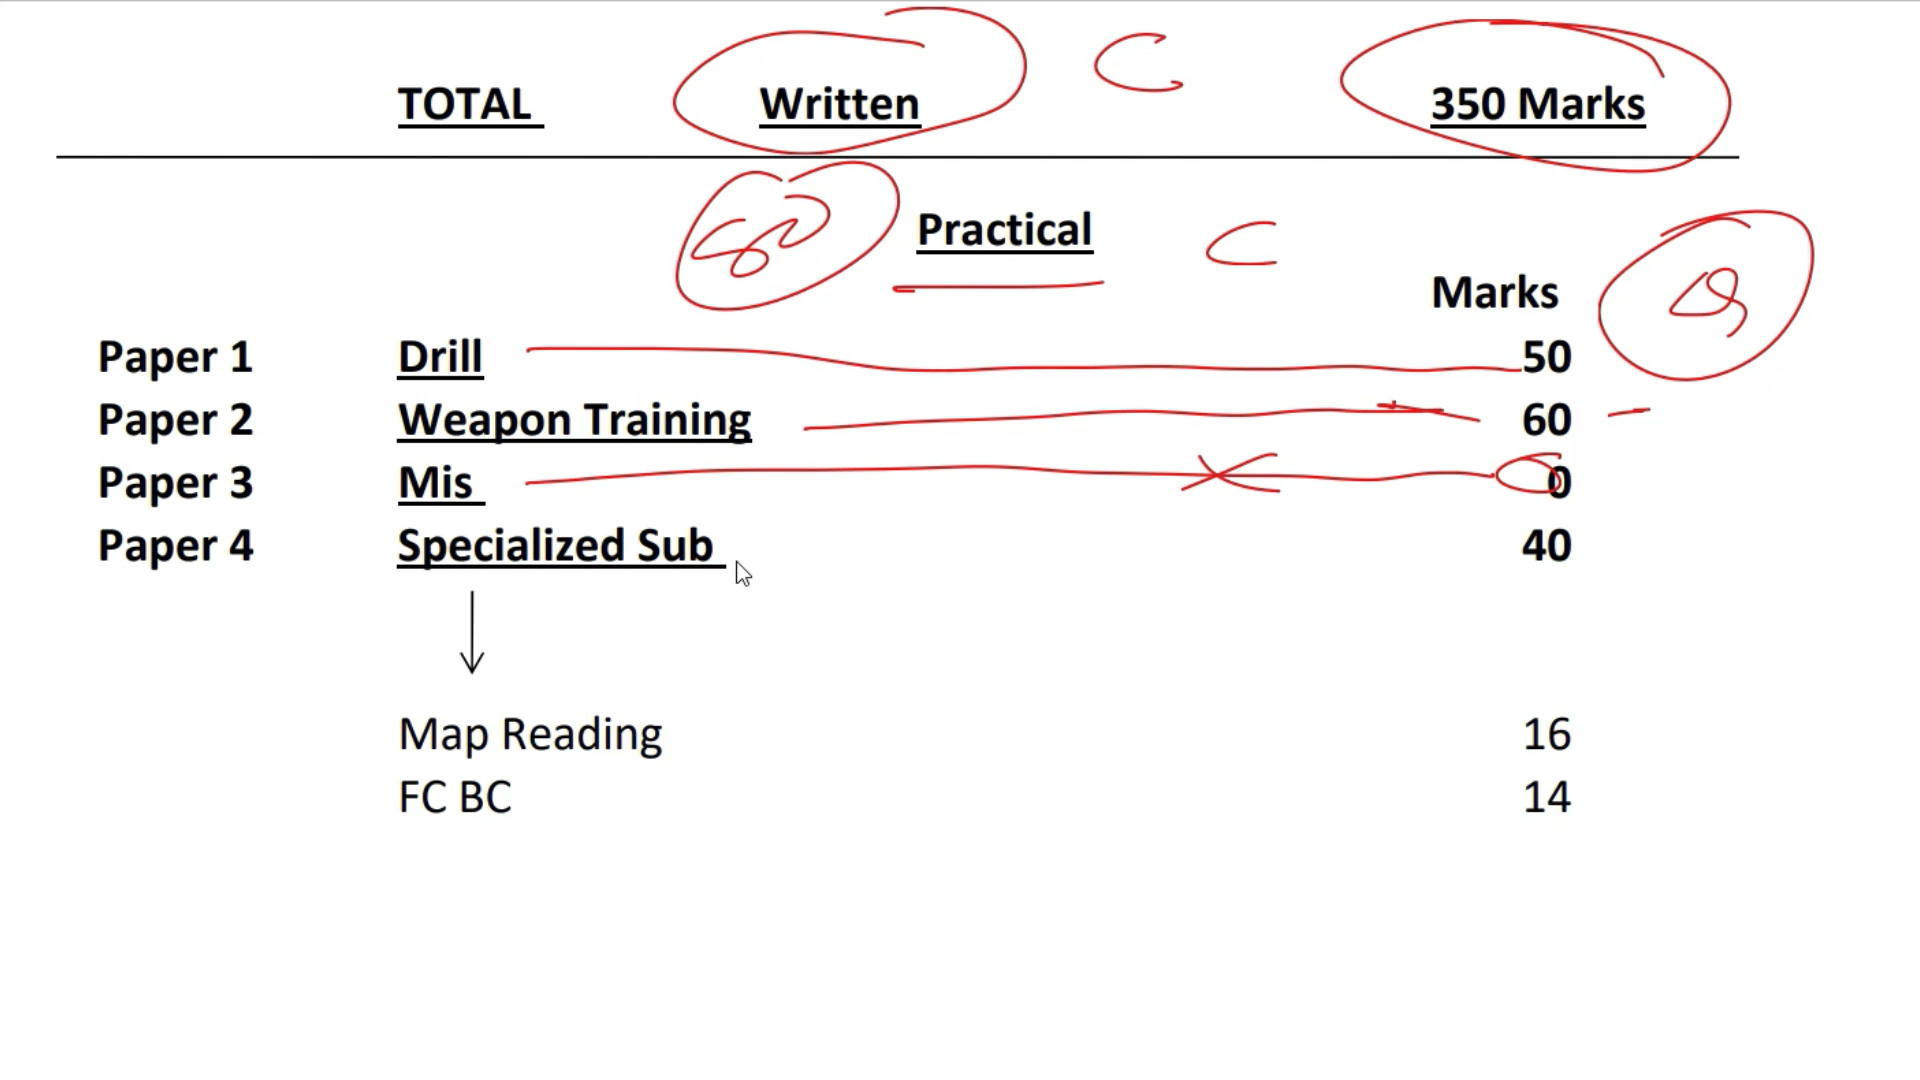 TOTAL Written C 350 Marks
Practical C
Marks
Paper 1 Drill 50
Paper 2 Weapon Training 60
Paper 3 Mis 0
Paper 4 Specialized Sub 40
Map Reading 16
FC BC 14